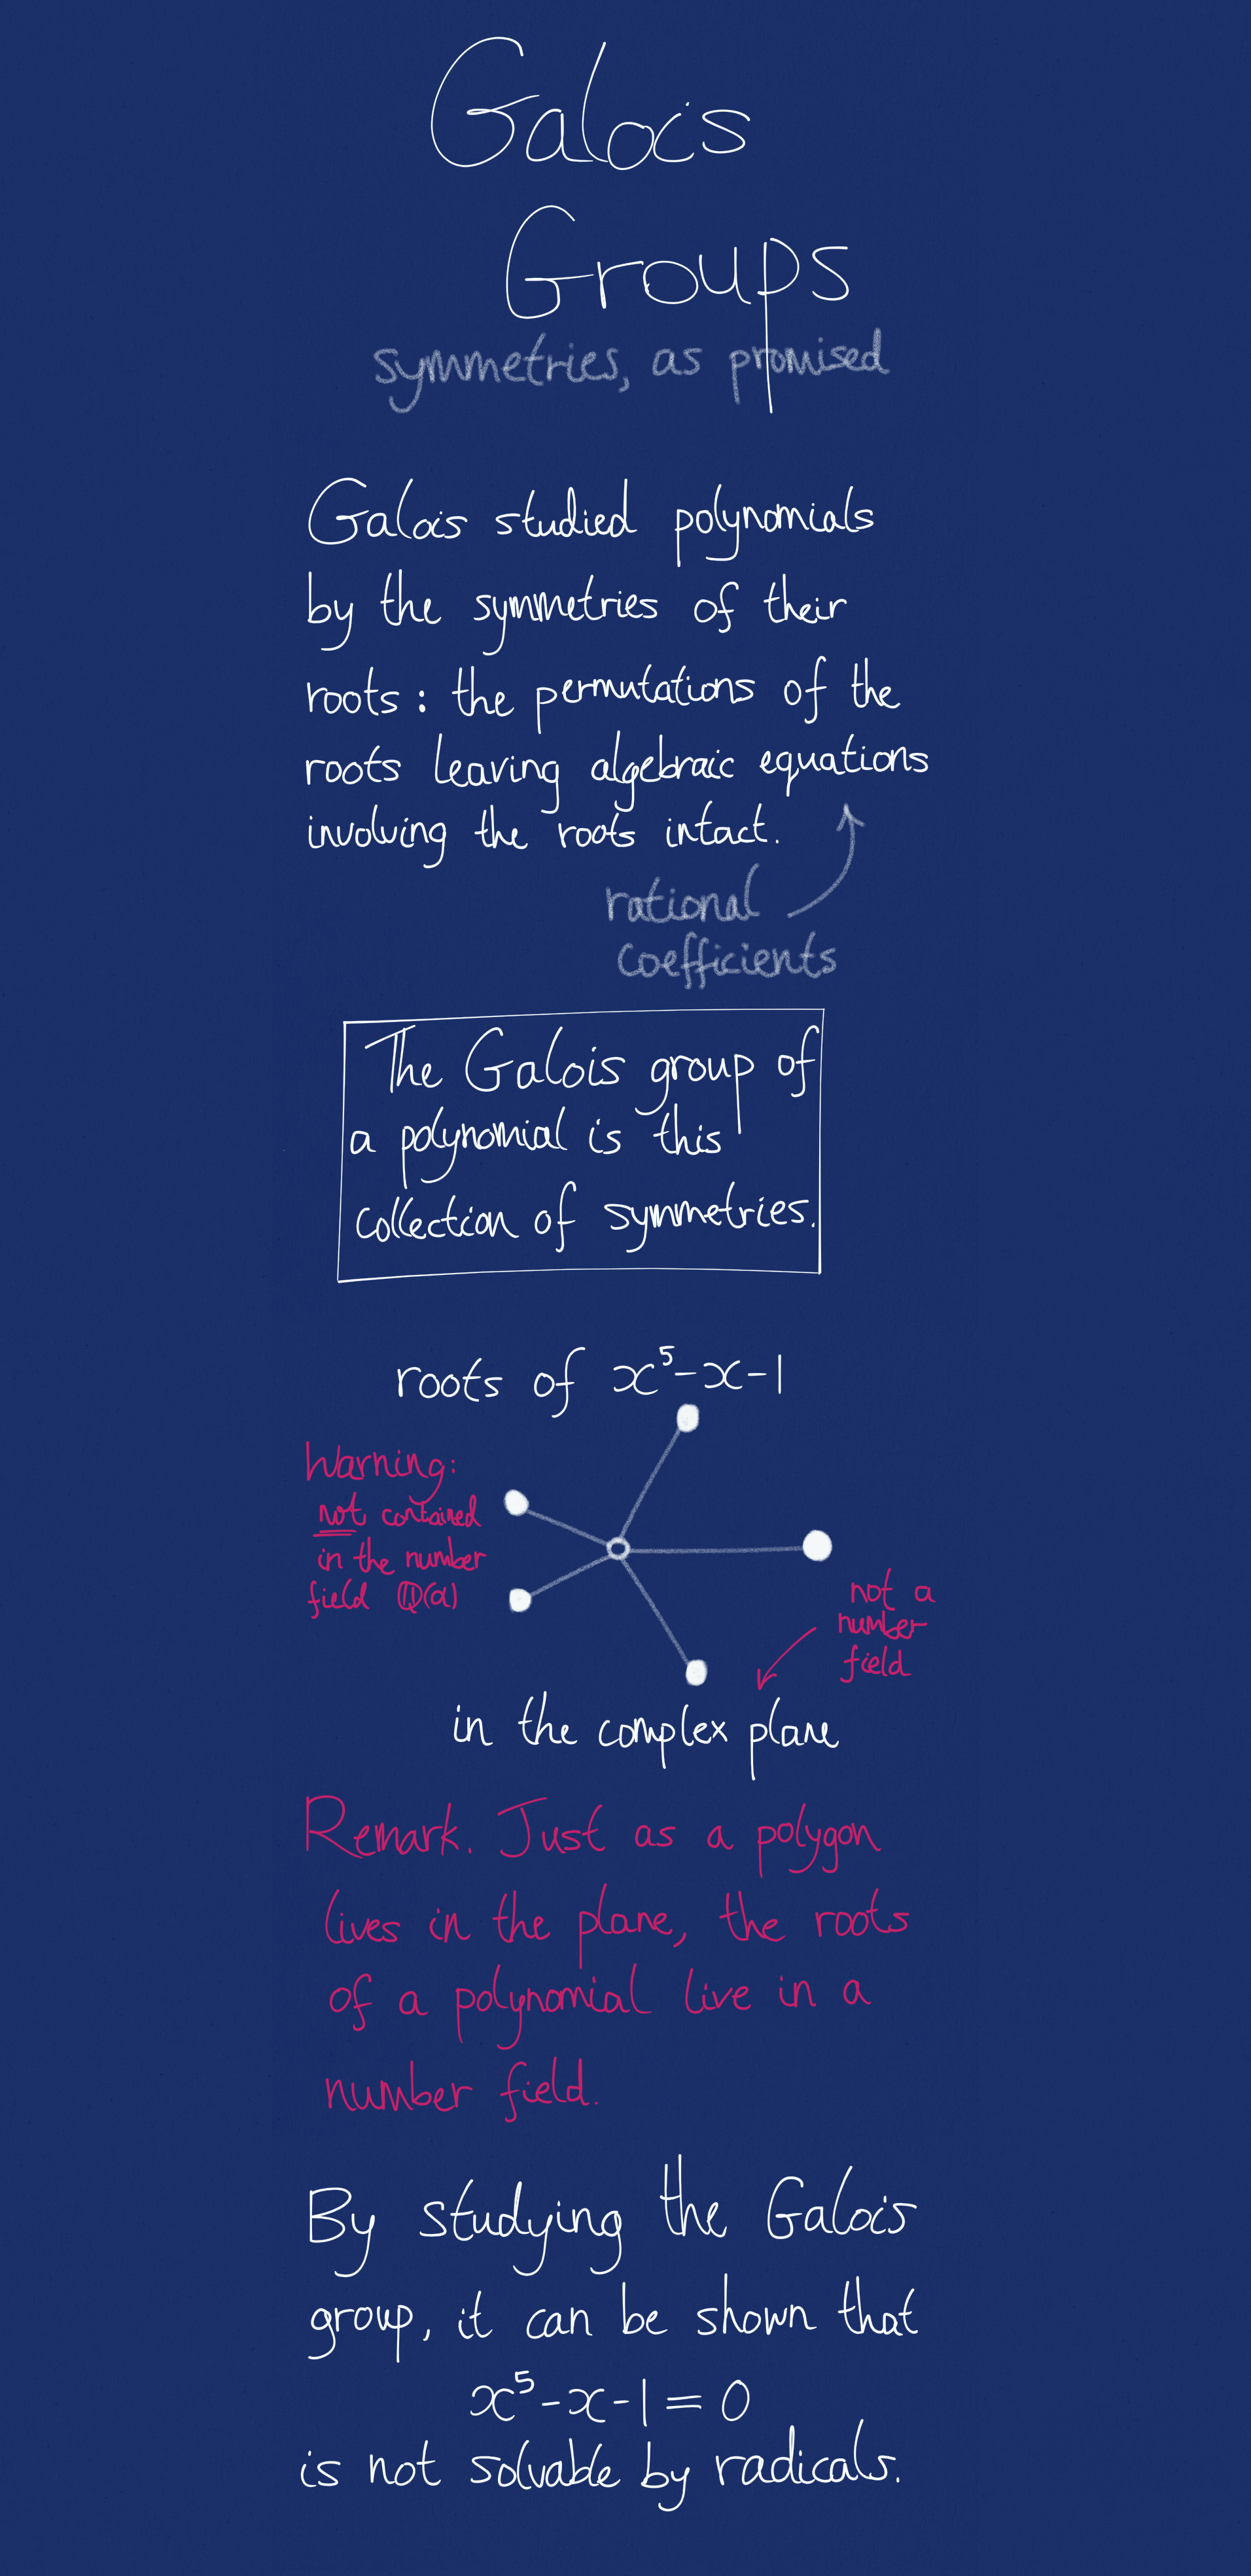 Galois
Groups
symmetries, as promised
Galois studied polynomials
by the symmetries of their
roots: the permutations of the
roots leaving algebraic equations
involving the roots intact.
rational
coefficients
The Galois group of
a polynomial is this
collection of symmetries.
roots of x⁵-x-1
Warning:
not contained
in the number
field ℚ(a)
not a
number
field
in the complex plane
Remark. Just as a polygon
lives in the plane, the roots
of a polynomial live in a
number field.
By studying the Galois
group, it can be shown that
x⁵-x-1=0
is not solvable by radicals.